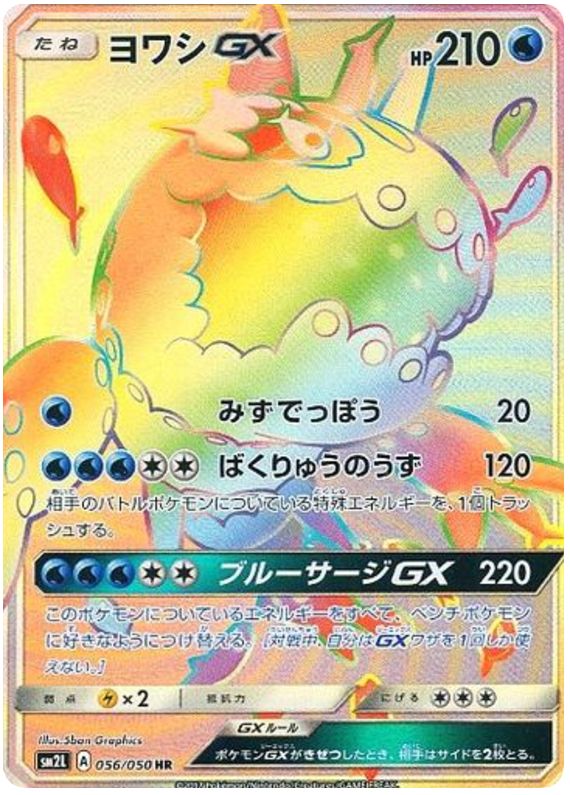 たね ヨワシGX HP210
みずでっぽう 20
ばくりゅうのうず 120
相手のバトルポケモンについている特殊エネルギーを、1個トラッ
シュする。
ブルーサージGX 220
このポケモンについているエネルギーをすべて、ベンチポケモン
に好きなようにつけ替える。[対戦中、自分はGXワザを1回しか使
えない。]
弱点 ×2 抵抗力 にげる
GXルール
Illus.5ban Graphics
ポケモンGXがきぜつしたとき、相手はサイドを2枚とる。
SM2L A 056/050 HR
©2017 Pokémon/Nintendo/Creatures/GAME FREAK.